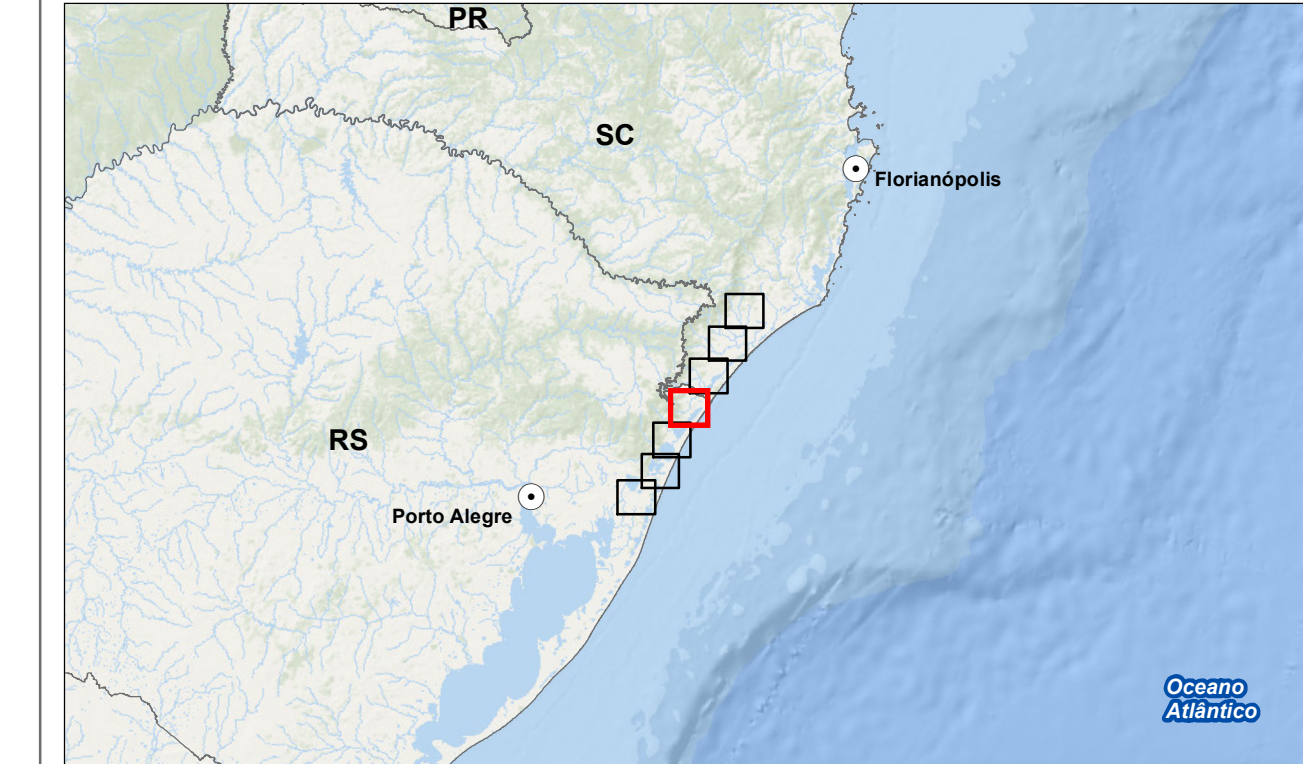 PR
SC
Florianópolis
RS
Porto Alegre
Oceano
Atlântico